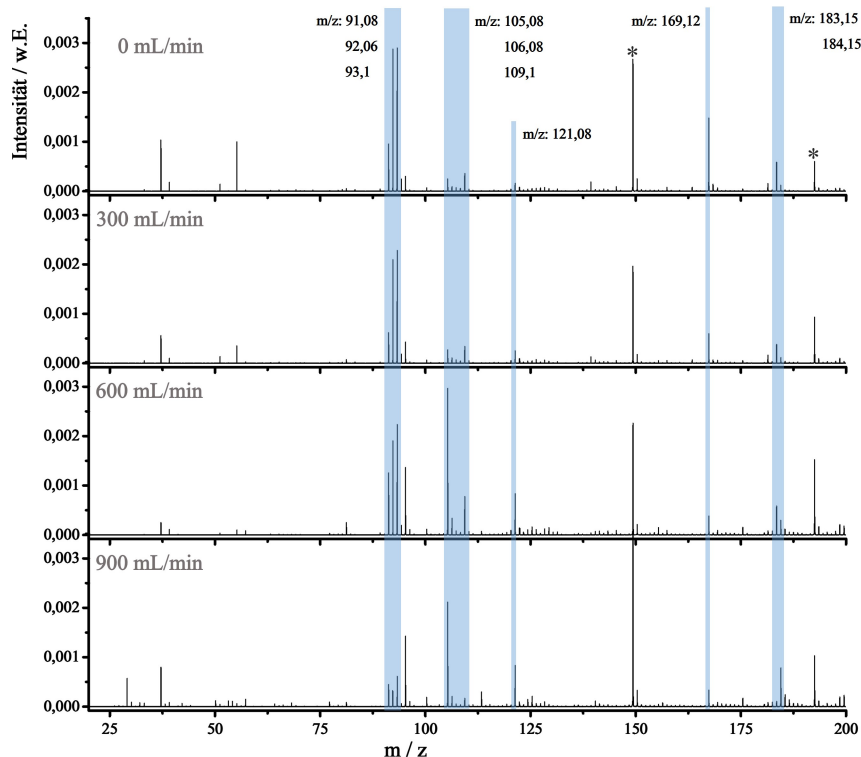 Intensität / w.E.
0 mL/min
m/z: 91,08
92,06
93,1
m/z: 105,08
106,08
109,1
m/z: 121,08
m/z: 169,12
m/z: 183,15
184,15
*
*
0,003
0,002
0,001
0,000
300 mL/min
0,003
0,002
0,001
0,000
600 mL/min
0,003
0,002
0,001
0,000
900 mL/min
0,003
0,002
0,001
0,000
25 50 75 100 125 150 175 200
m / z